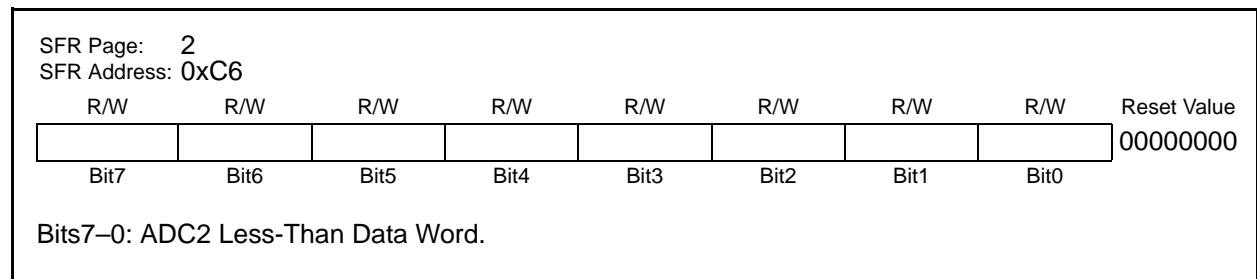 SFR Page: 2
SFR Address: 0xC6
R/W R/W R/W R/W R/W R/W R/W R/W Reset Value
00000000
Bit7 Bit6 Bit5 Bit4 Bit3 Bit2 Bit1 Bit0
Bits7–0: ADC2 Less-Than Data Word.